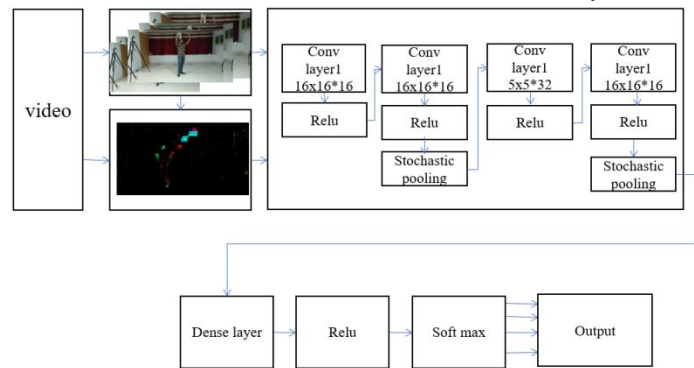 video
Conv
layer1
16x16*16
Relu
Conv
layer1
16x16*16
Relu
Stochastic
pooling
Conv
layer1
5x5*32
Relu
Conv
layer1
16x16*16
Relu
Stochastic
pooling
Dense layer
Relu
Soft max
Output